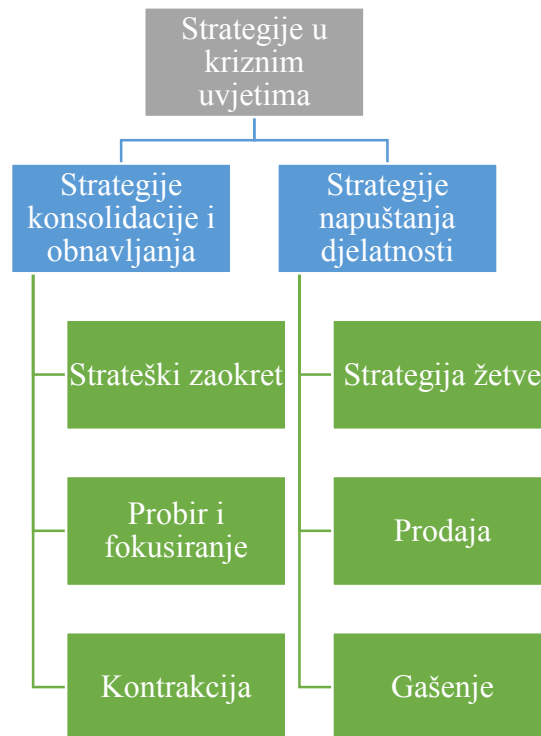 Strategije u
kriznim
uvjetima
Strategije
konsolidacije i
obnavljanja
Strategije
napuštanja
djelatnosti
Strateški zaokret
Strategija žetve
Probir i
fokusiranje
Prodaja
Kontrakcija
Gašenje